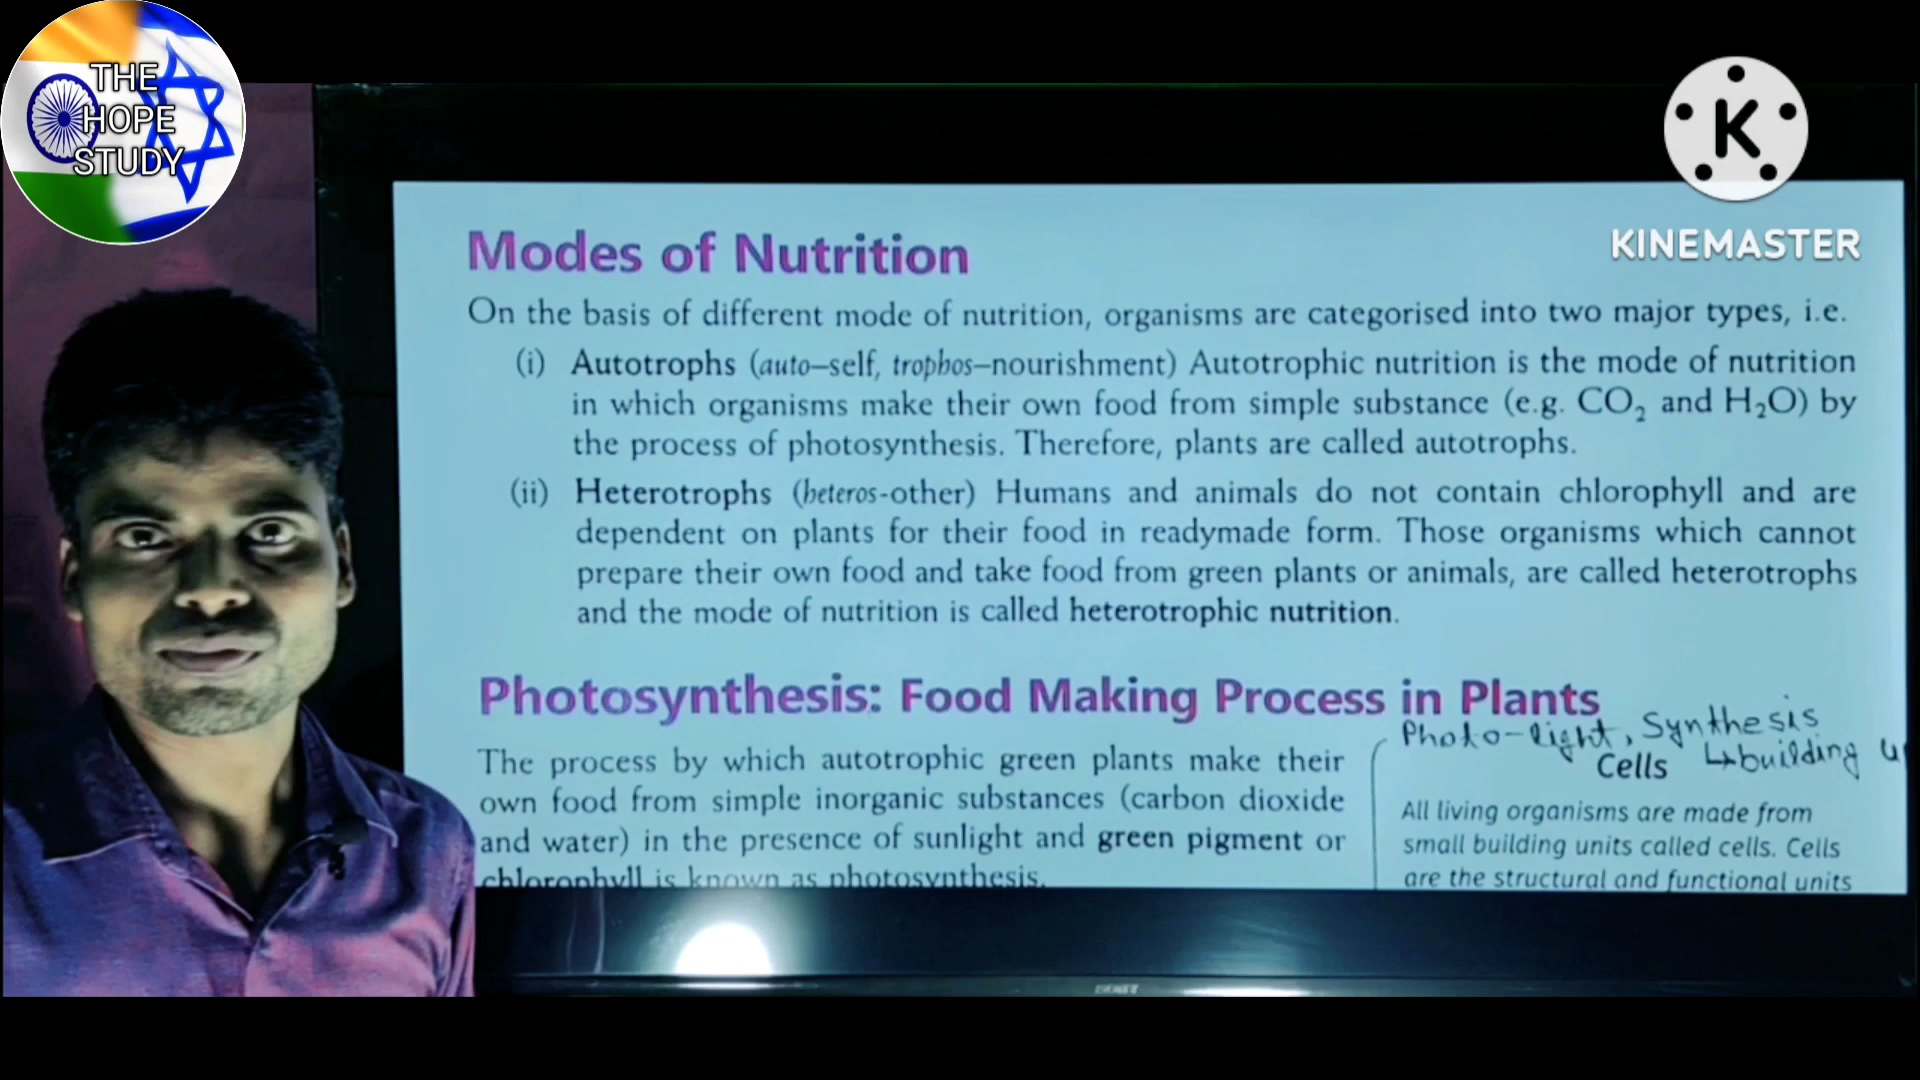 THE
HOPE
STUDY
K
KINEMASTER
Modes of Nutrition
On the basis of different mode of nutrition, organisms are categorised into two major types, i.e.
(i) Autotrophs (auto–self, trophos–nourishment) Autotrophic nutrition is the mode of nutrition
in which organisms make their own food from simple substance (e.g. CO₂ and H₂O) by
the process of photosynthesis. Therefore, plants are called autotrophs.
(ii) Heterotrophs (heteros-other) Humans and animals do not contain chlorophyll and are
dependent on plants for their food in readymade form. Those organisms which cannot
prepare their own food and take food from green plants or animals, are called heterotrophs
and the mode of nutrition is called heterotrophic nutrition.
Photosynthesis: Food Making Process in Plants
The process by which autotrophic green plants make their
own food from simple inorganic substances (carbon dioxide
and water) in the presence of sunlight and green pigment or
chlorophyll is known as photosynthesis.
Photo-light, Synthesis
↳building
Cells
All living organisms are made from
small building units called cells. Cells
are the structural and functional units